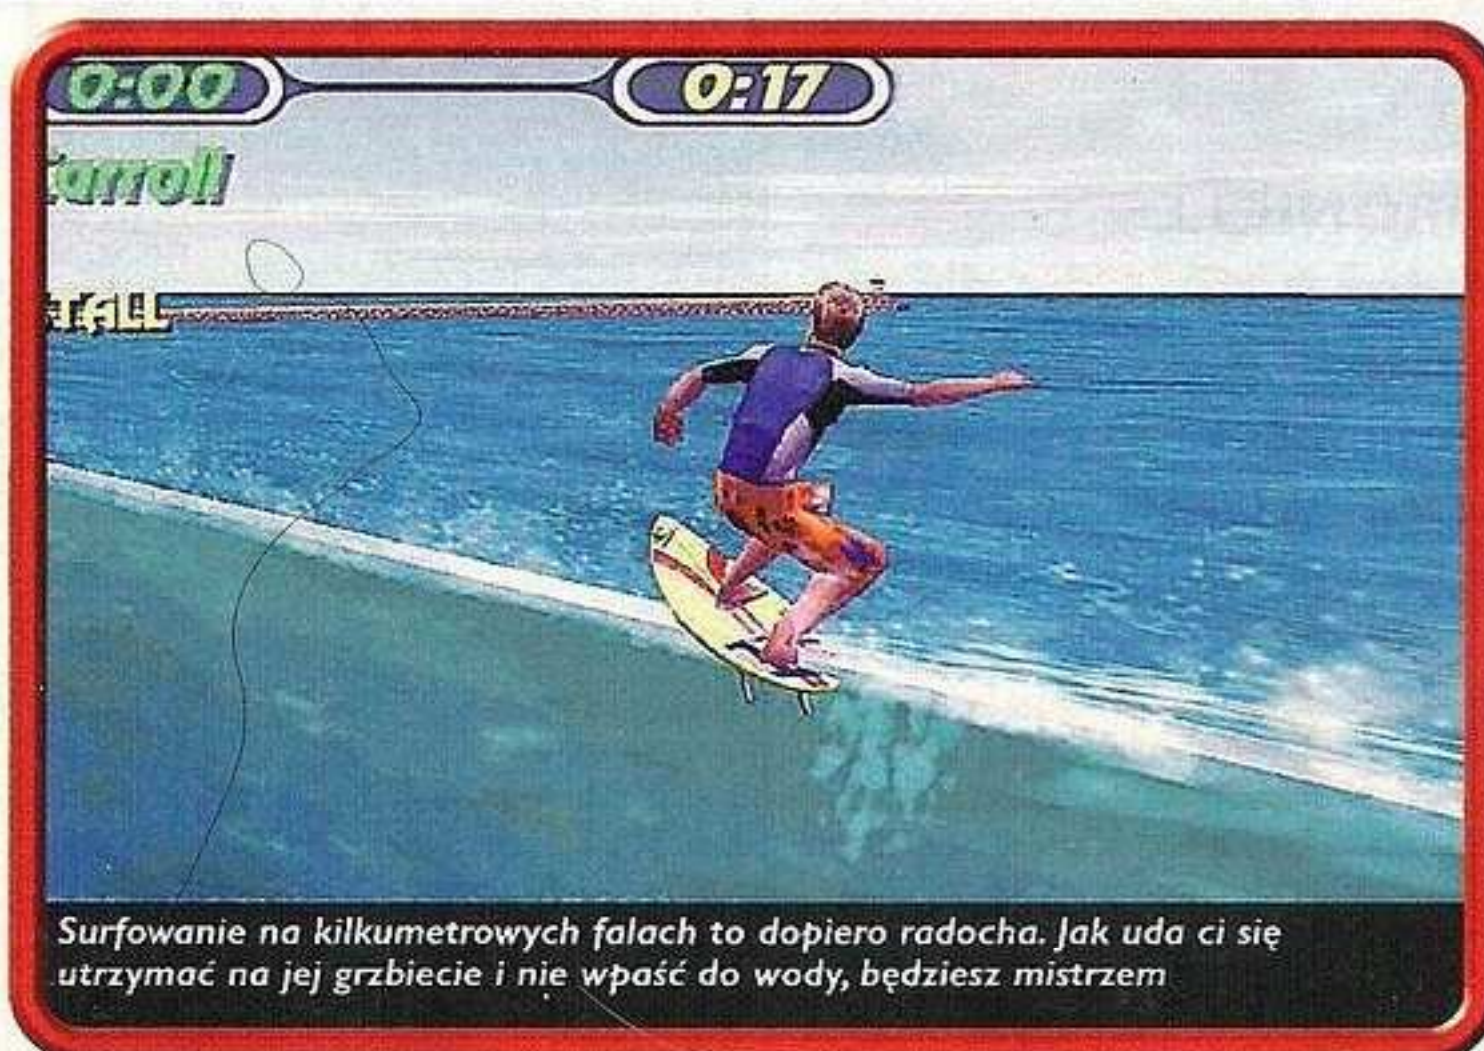 0:00
0:17
Carroll
TALL
Surfowanie na kilkumetrowych falach to dopiero radocha. Jak uda ci się
utrzymać na jej grzbiecie i nie wpaść do wody, będziesz mistrzem